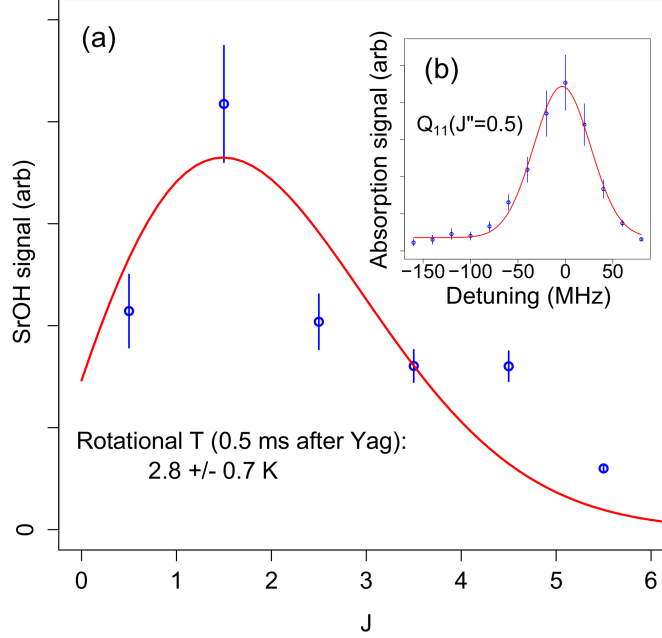 (a)
(b)
Q11(J"=0.5)
Absorption signal (arb)
−150 −100 −50 0 50
Detuning (MHz)
SrOH signal (arb)
0
Rotational T (0.5 ms after Yag):
2.8 +/- 0.7 K
0 1 2 3 4 5 6
J